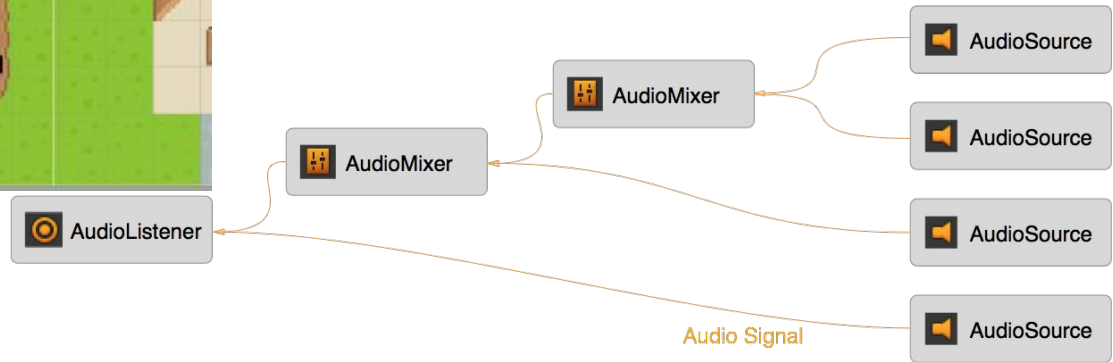 AudioSource
AudioMixer
AudioSource
AudioMixer
AudioListener
AudioSource
Audio Signal
AudioSource